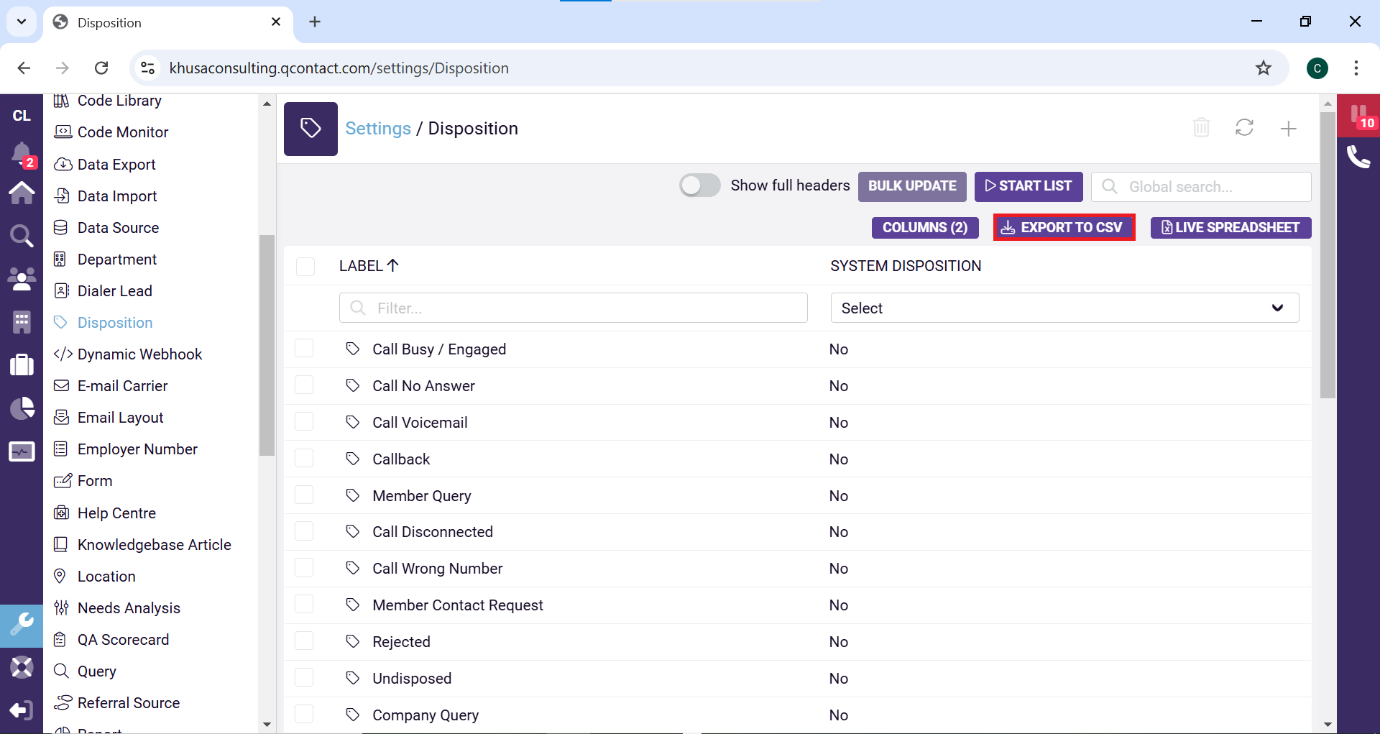 Disposition
khusaconsulting.qcontact.com/settings/Disposition
C
CL
2
10
Code Library
Code Monitor
Data Export
Data Import
Data Source
Department
Dialer Lead
Disposition
Dynamic Webhook
E-mail Carrier
Email Layout
Employer Number
Form
Help Centre
Knowledgebase Article
Location
Needs Analysis
QA Scorecard
Query
Referral Source
Report
Settings / Disposition
Show full headers BULK UPDATE START LIST Global search...
COLUMNS (2) EXPORT TO CSV LIVE SPREADSHEET
LABEL SYSTEM DISPOSITION
Filter... Select
Call Busy / Engaged No
Call No Answer No
Call Voicemail No
Callback No
Member Query No
Call Disconnected No
Call Wrong Number No
Member Contact Request No
Rejected No
Undisposed No
Company Query No